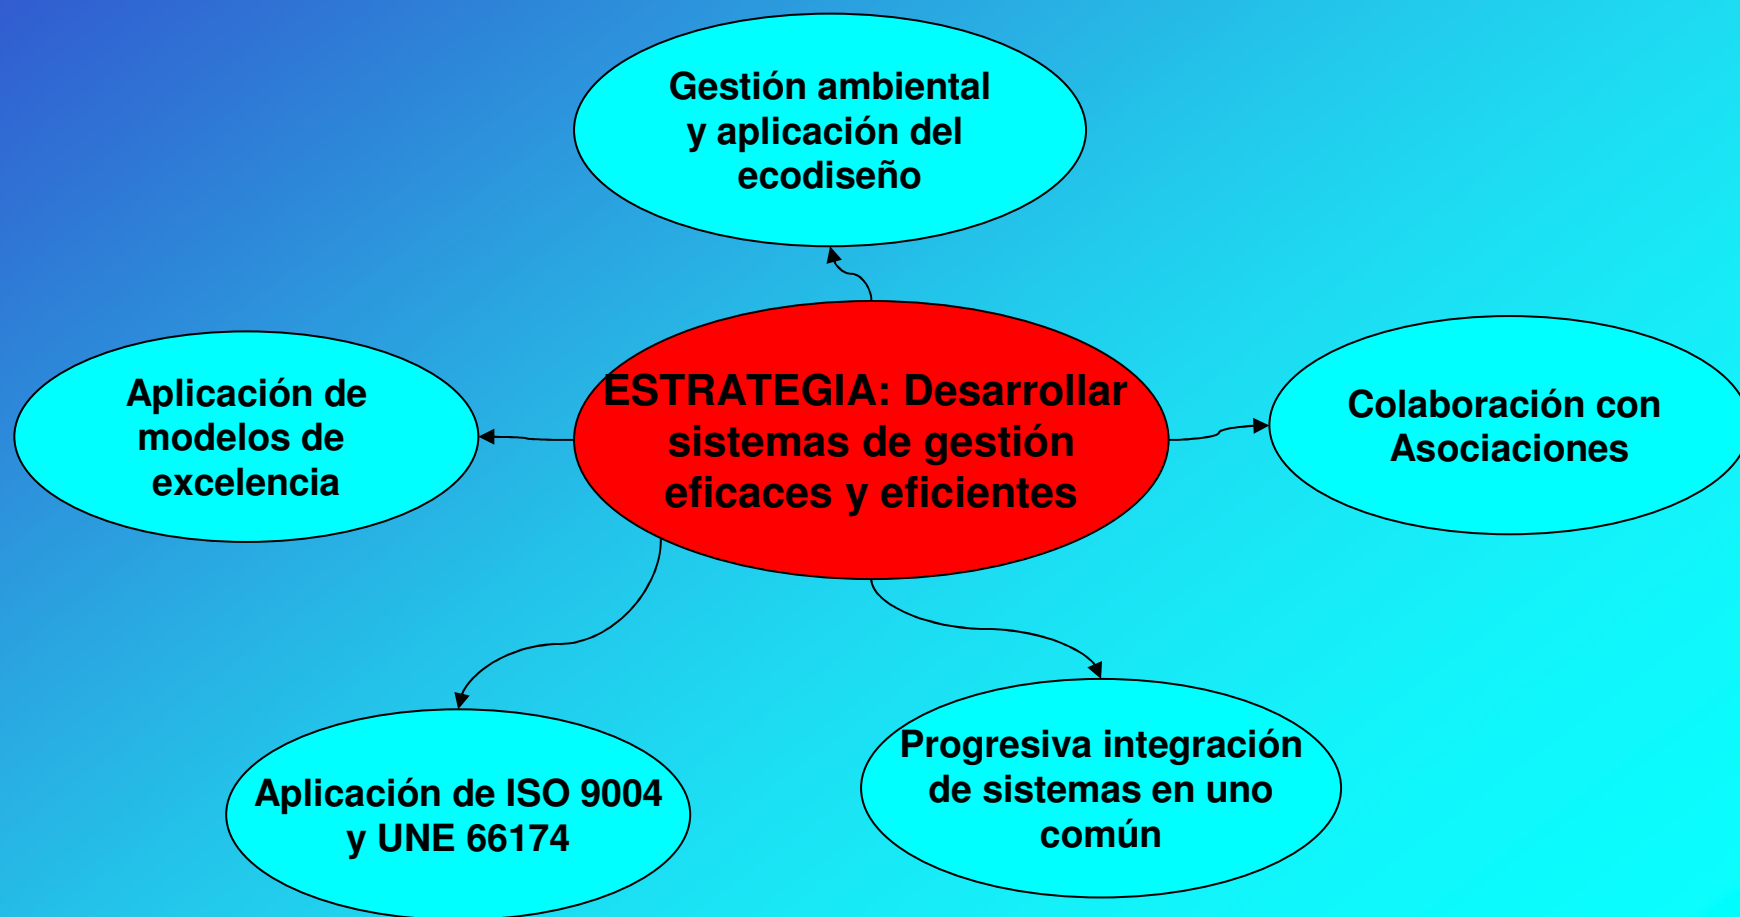 Gestión ambiental
y aplicación del
ecodiseño
Aplicación de
modelos de
excelencia
ESTRATEGIA: Desarrollar
sistemas de gestión
eficaces y eficientes
Colaboración con
Asociaciones
Aplicación de ISO 9004
y UNE 66174
Progresiva integración
de sistemas en uno
común